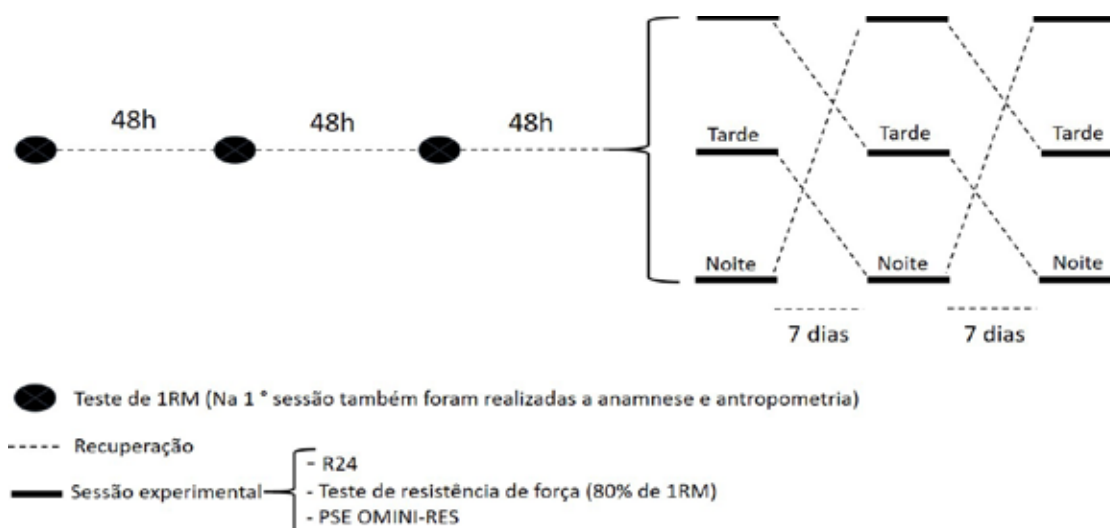 48h
48h
48h
Tarde
Tarde
Tarde
Noite
Noite
Noite
7 dias
7 dias
Teste de 1RM (Na 1 ° sessão também foram realizadas a anamnese e antropometria)
Recuperação
Sessão experimental
- R24
- Teste de resistência de força (80% de 1RM)
- PSE OMINI-RES